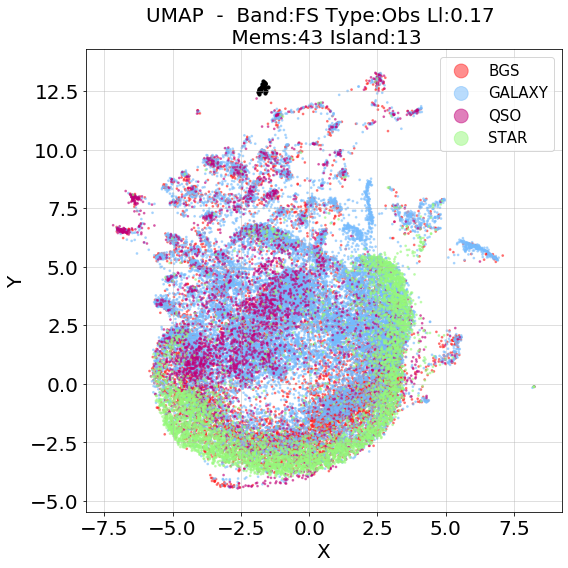 UMAP  -  Band:FS Type:Obs Ll:0.17
Mems:43 Island:13
BGS
GALAXY
QSO
STAR
12.5
10.0
7.5
5.0
2.5
0.0
−2.5
−5.0
Y
−7.5 −5.0 −2.5 0.0 2.5 5.0 7.5
X